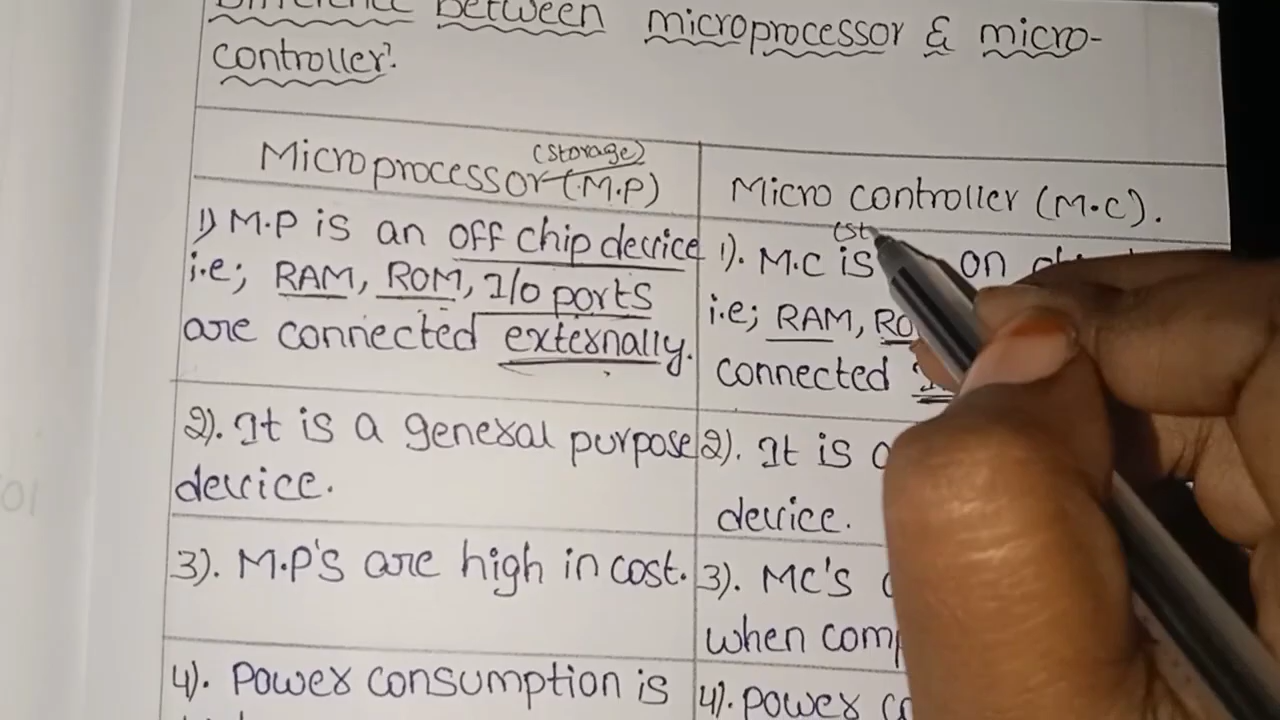 Difference between microprocessor & micro-
controller?
(storage)
Microprocessor (M.P)
1) M.P is an off chip device
i.e; RAM, ROM, I/O ports
are connected externally.
2). It is a general purpose
device.
3). M.P's are high in cost.
4). Power consumption is
Micro controller (M.C).
(st
1). M.C is on
i.e; RAM,
connected
2). It is a
device.
3). MC's
when
4). power